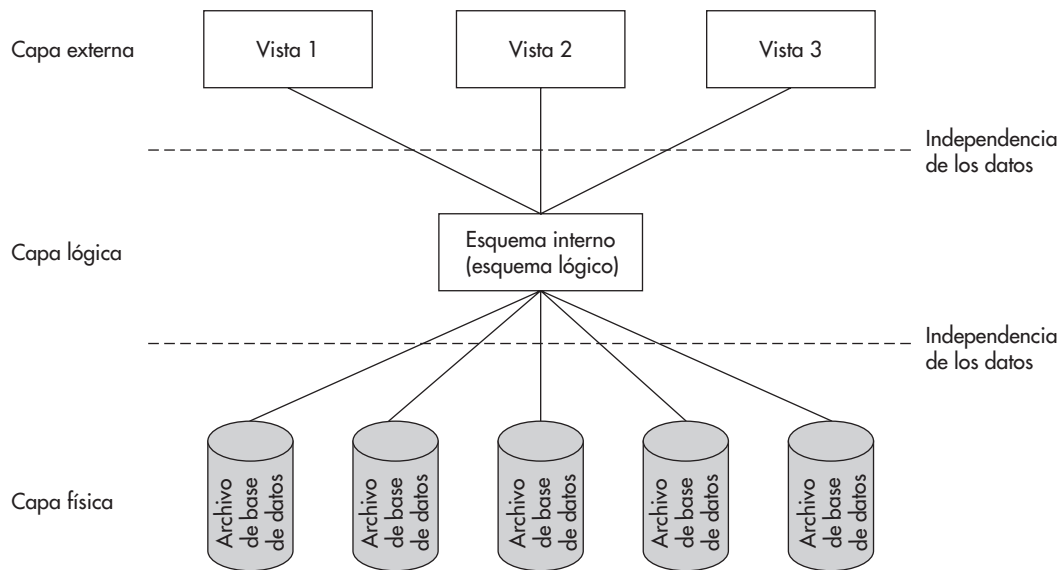 Capa externa
Vista 1
Vista 2
Vista 3
Independencia
de los datos
Capa lógica
Esquema interno
(esquema lógico)
Independencia
de los datos
Capa física
Archivo
de base
de datos
Archivo
de base
de datos
Archivo
de base
de datos
Archivo
de base
de datos
Archivo
de base
de datos